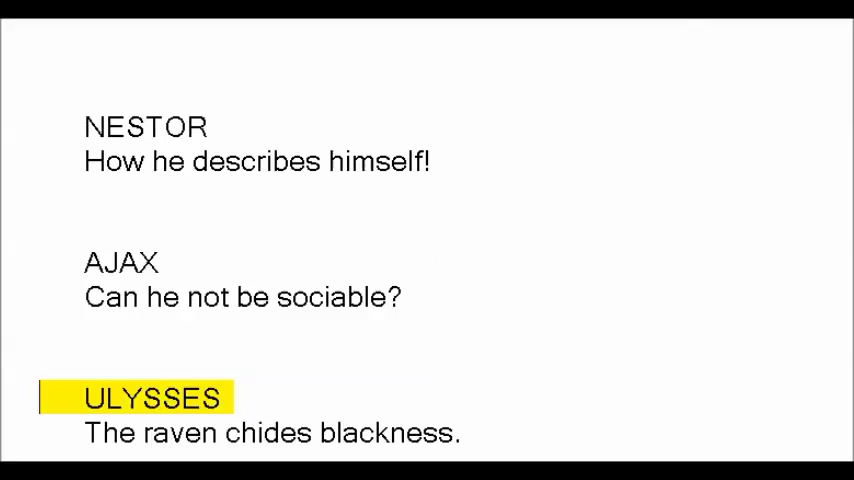 NESTOR
How he describes himself!
AJAX
Can he not be sociable?
ULYSSES
The raven chides blackness.